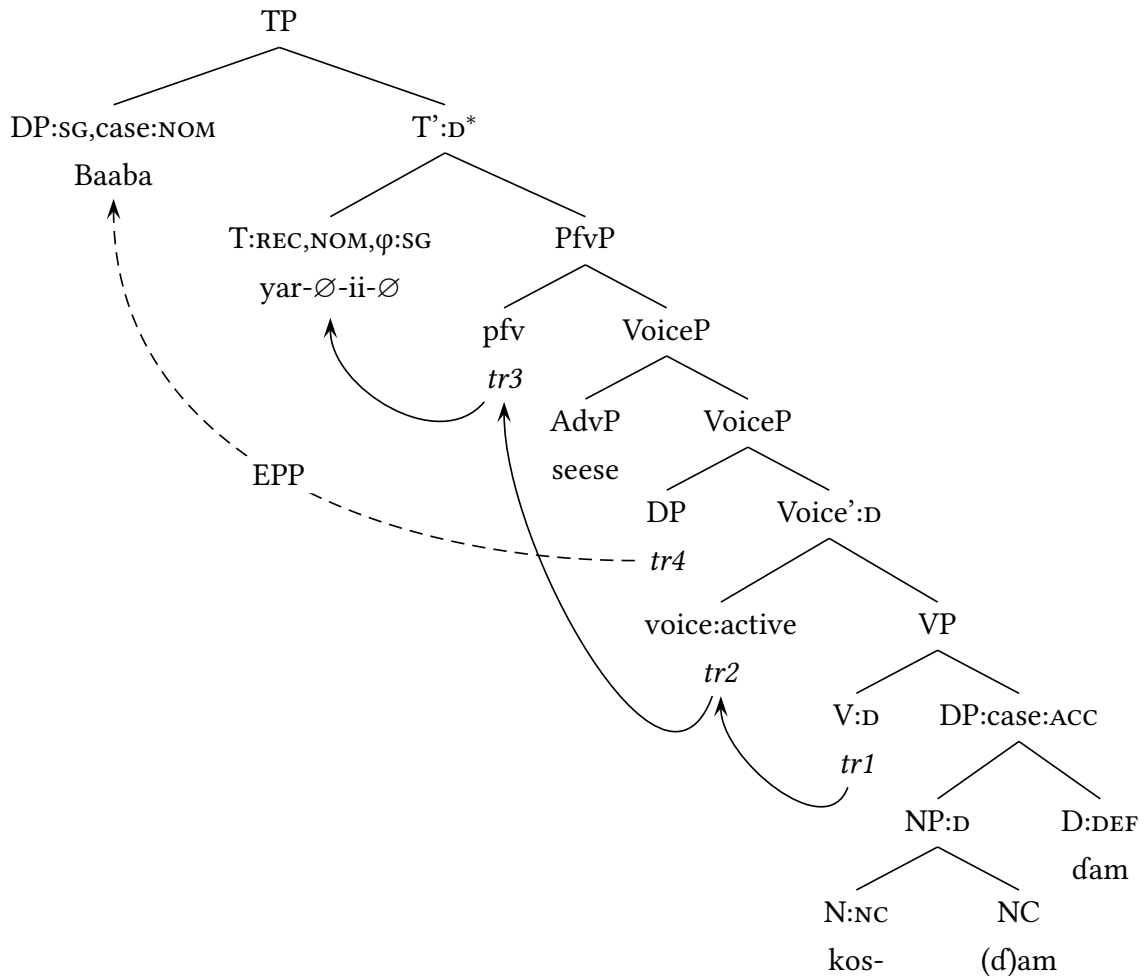 TP
DP:SG,case:NOM T’:D*
Baaba
T:REC,NOM,φ:SG PfvP
yar-∅-ii-∅
pfv VoiceP
tr3
AdvP VoiceP
seese
EPP
DP Voice’:D
tr4
voice:active VP
tr2
V:D DP:case:ACC
tr1
NP:D D:DEF
ɗam
N:NC NC
kos- (ɗ)am